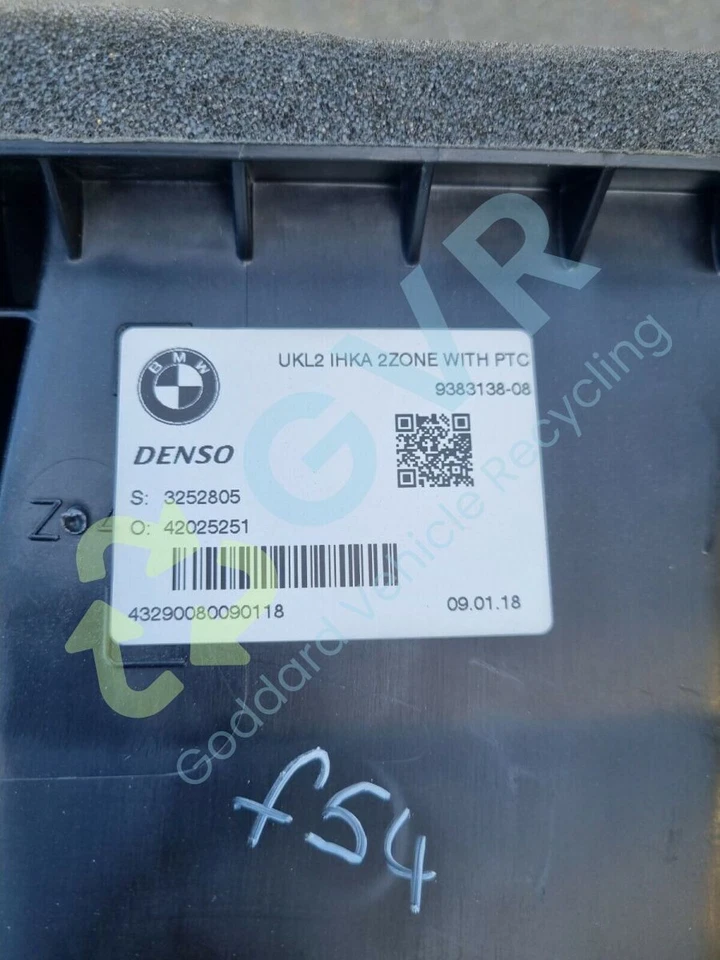 BMW
UKL2 IHKA 2ZONE WITH PTC
9383138-08
DENSO
S: 3252805
O: 42025251
43290080090118
09.01.18
GVR
Goddard Vehicle Recycling
f54